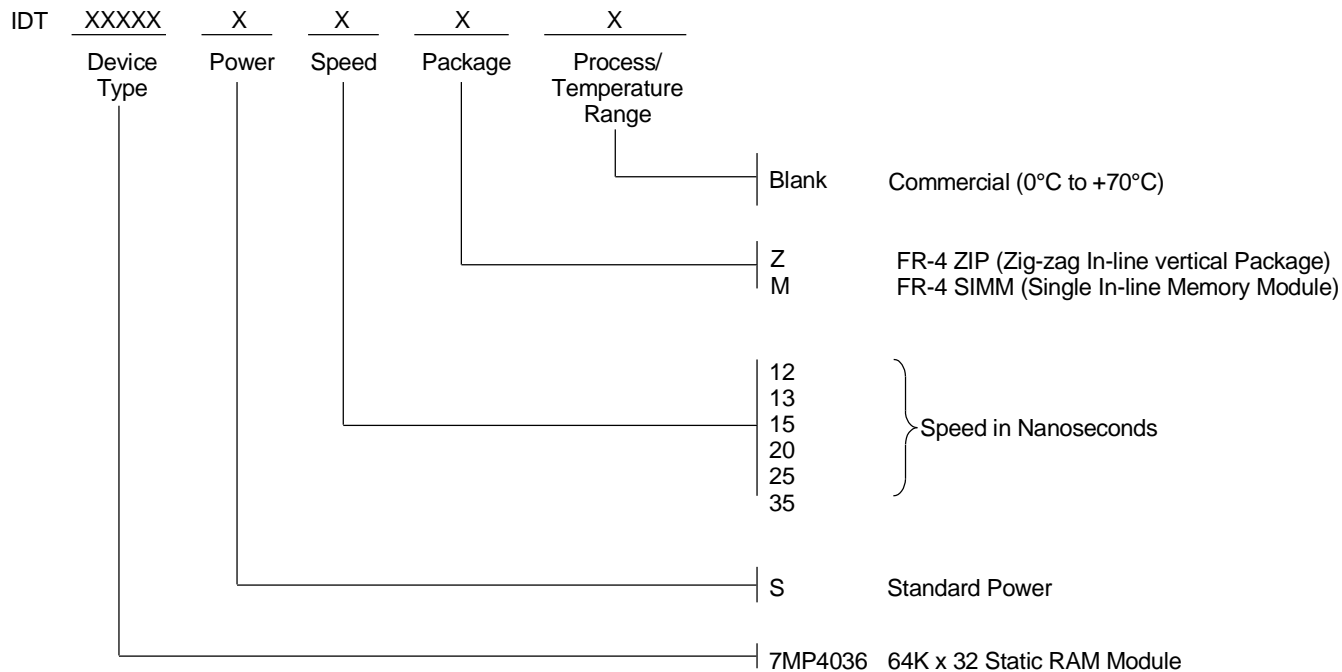 IDT XXXXX X X X X
Device Type Power Speed Package Process/ Temperature Range
Blank Commercial (0°C to +70°C)
Z FR-4 ZIP (Zig-zag In-line vertical Package)
M FR-4 SIMM (Single In-line Memory Module)
12
13
15
20
25
35
Speed in Nanoseconds
S Standard Power
7MP4036 64K x 32 Static RAM Module